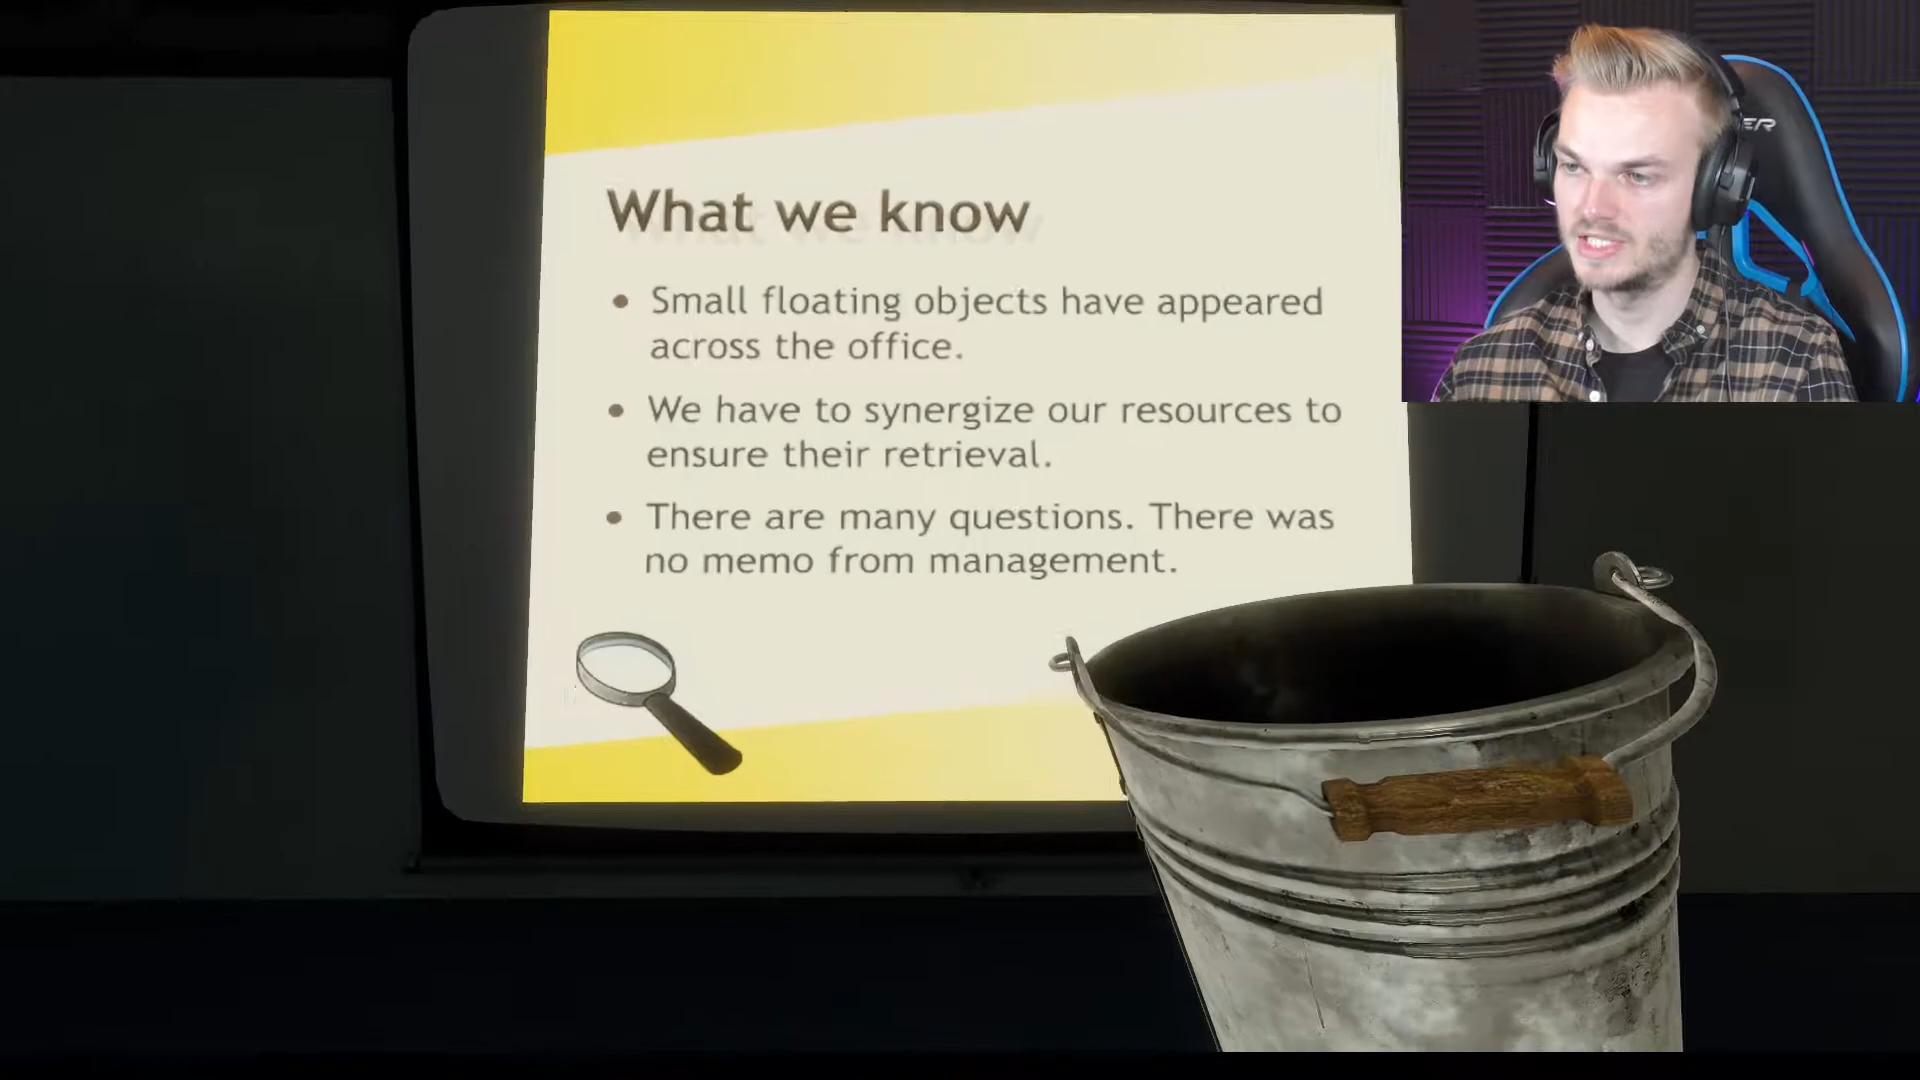 What we know
• Small floating objects have appeared
across the office.
• We have to synergize our resources to
ensure their retrieval.
• There are many questions. There was
no memo from management.
ER